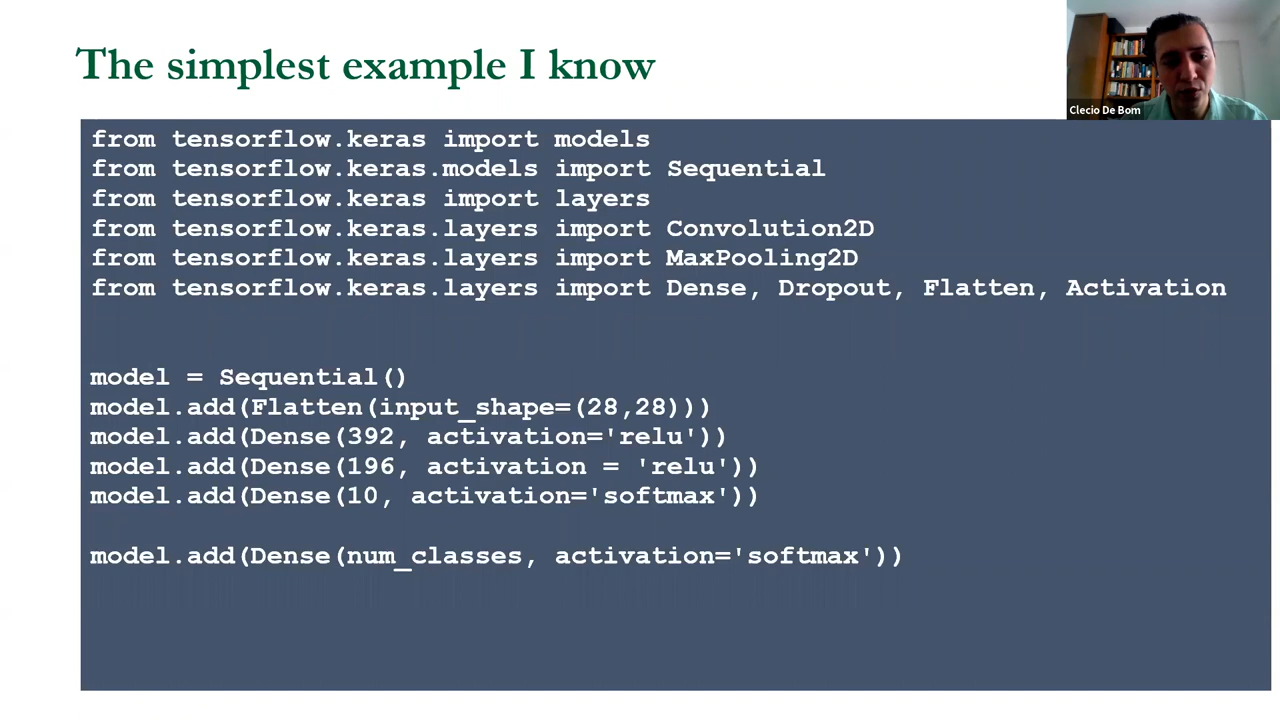 The simplest example I know
Clecio De Bom
from tensorflow.keras import models
from tensorflow.keras.models import Sequential
from tensorflow.keras import layers
from tensorflow.keras.layers import Convolution2D
from tensorflow.keras.layers import MaxPooling2D
from tensorflow.keras.layers import Dense, Dropout, Flatten, Activation
model = Sequential()
model.add(Flatten(input_shape=(28,28)))
model.add(Dense(392, activation='relu'))
model.add(Dense(196, activation = 'relu'))
model.add(Dense(10, activation='softmax'))
model.add(Dense(num_classes, activation='softmax'))